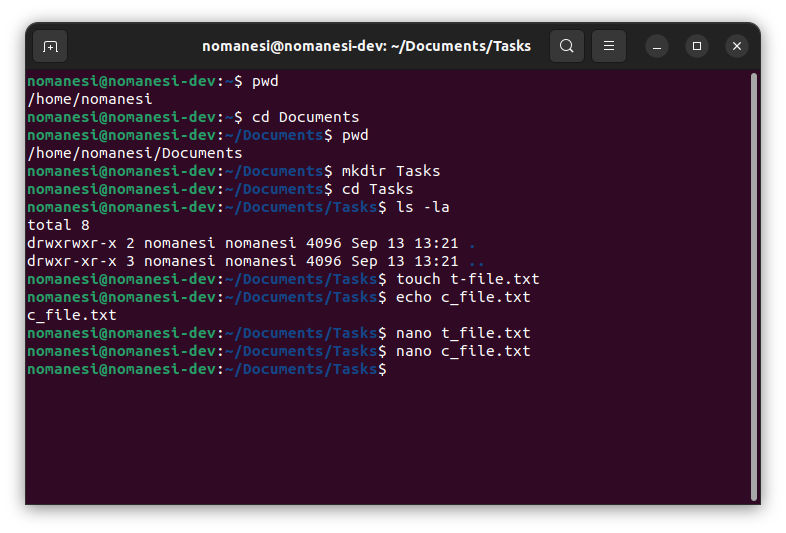 nomanesi@nomanesi-dev: ~/Documents/Tasks
nomanesi@nomanesi-dev:~$ pwd
/home/nomanesi
nomanesi@nomanesi-dev:~$ cd Documents
nomanesi@nomanesi-dev:~/Documents$ pwd
/home/nomanesi/Documents
nomanesi@nomanesi-dev:~/Documents$ mkdir Tasks
nomanesi@nomanesi-dev:~/Documents$ cd Tasks
nomanesi@nomanesi-dev:~/Documents/Tasks$ ls -la
total 8
drwxrwxr-x 2 nomanesi nomanesi 4096 Sep 13 13:21 .
drwxr-xr-x 3 nomanesi nomanesi 4096 Sep 13 13:21 ..
nomanesi@nomanesi-dev:~/Documents/Tasks$ touch t-file.txt
nomanesi@nomanesi-dev:~/Documents/Tasks$ echo c_file.txt
c_file.txt
nomanesi@nomanesi-dev:~/Documents/Tasks$ nano t_file.txt
nomanesi@nomanesi-dev:~/Documents/Tasks$ nano c_file.txt
nomanesi@nomanesi-dev:~/Documents/Tasks$